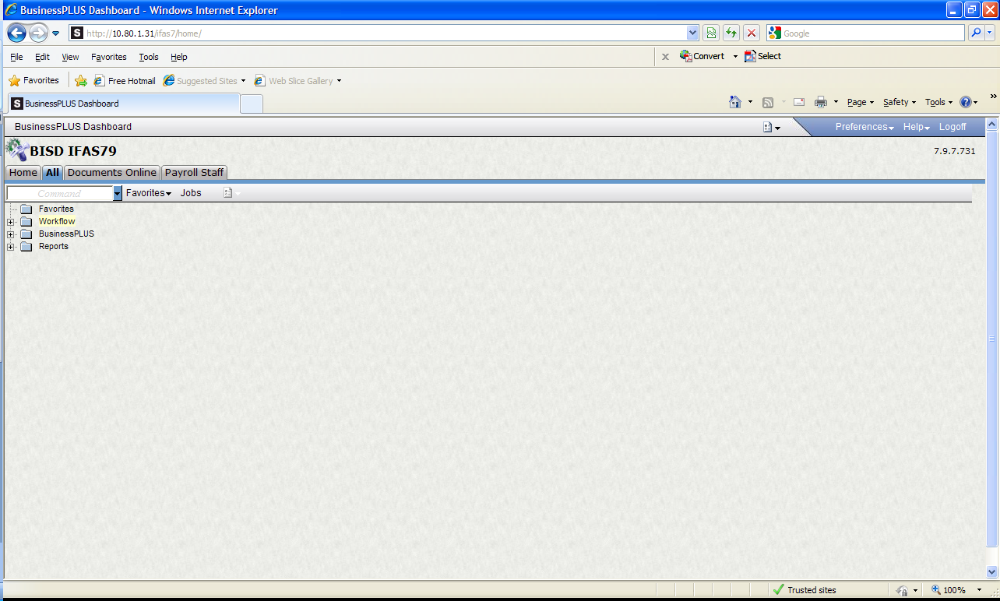 BusinessPLUS Dashboard - Windows Internet Explorer
http://10.80.1.31/ifas7/home/
Google
File Edit View Favorites Tools Help
x Convert Select
Favorites Free Hotmail Suggested Sites Web Slice Gallery
S BusinessPLUS Dashboard
Page Safety Tools »
BusinessPLUS Dashboard
Preferences Help Logoff
BISD IFAS79
7.9.7.731
Home All Documents Online Payroll Staff
Command Favorites Jobs
Favorites
Workflow
BusinessPLUS
Reports
Trusted sites
100%